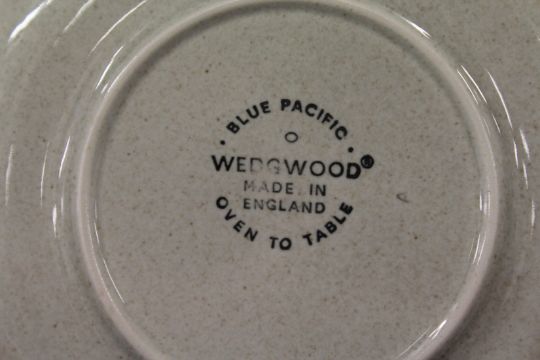 BLUE PACIFIC
WEDGWOOD®
MADE IN
ENGLAND
OVEN TO TABLE